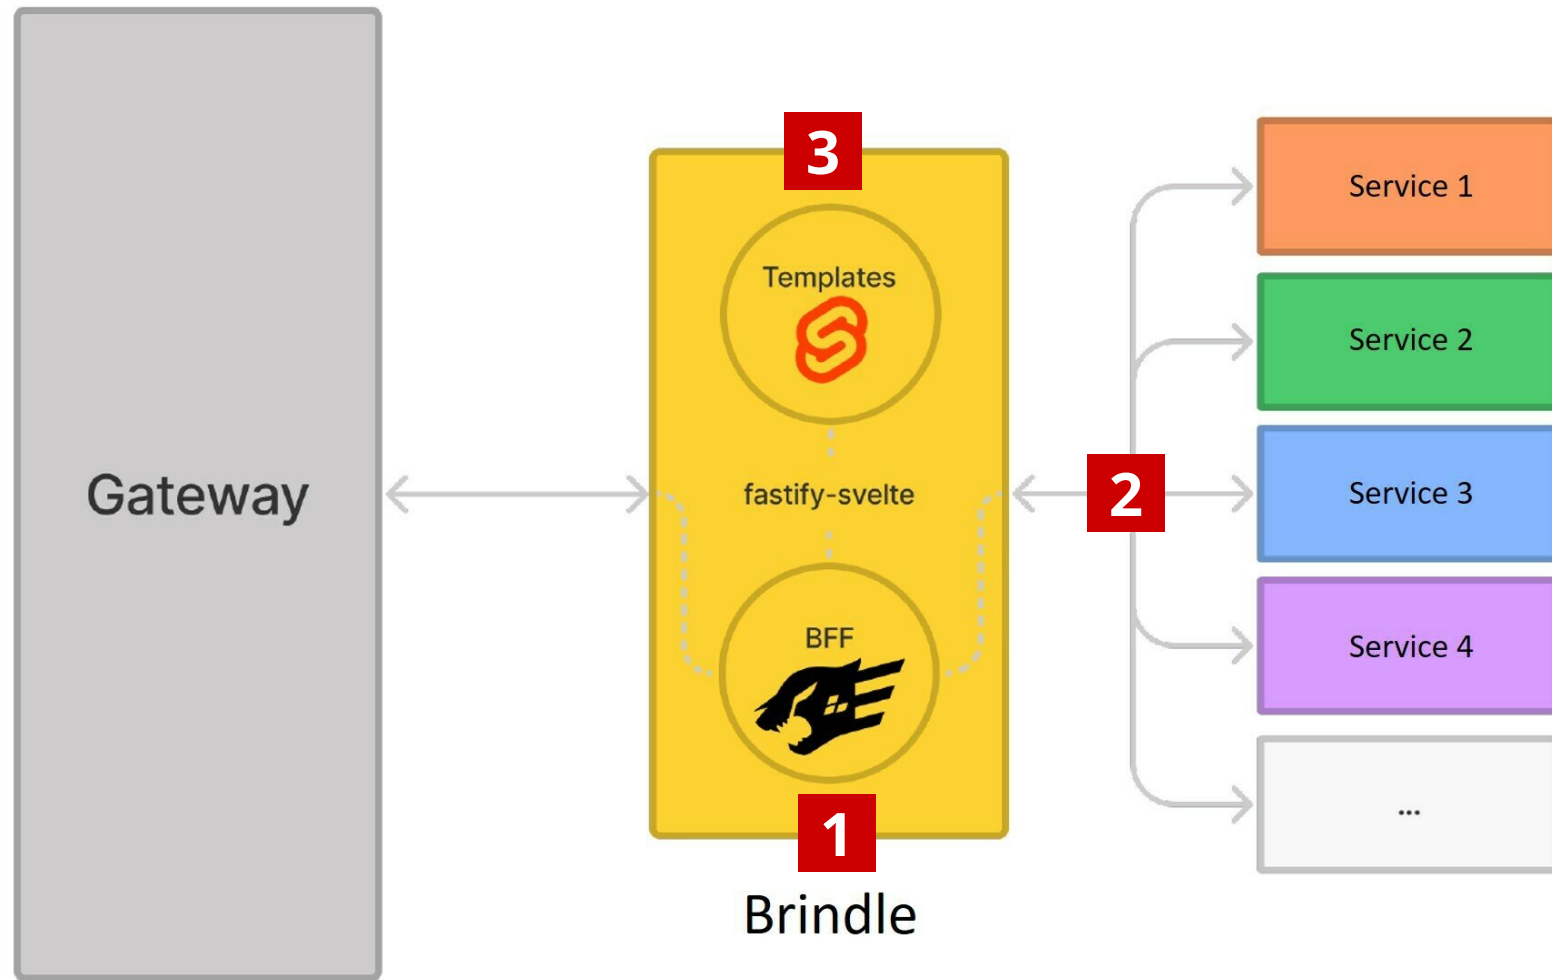 3
Templates
Service 1
Service 2
Gateway
fastify-svelte
2
Service 3
BFF
Service 4
1
...
Brindle